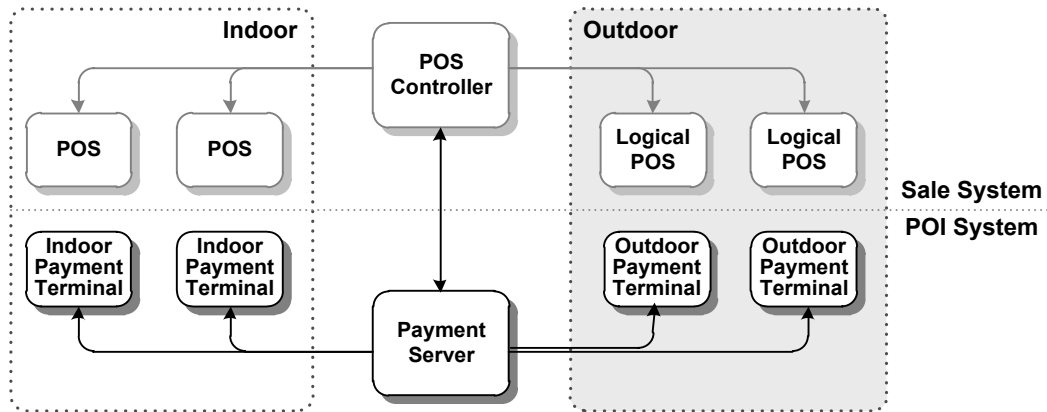 Indoor
Outdoor
POS
Controller
POS
POS
Logical
POS
Logical
POS
Sale System
POI System
Indoor
Payment
Terminal
Indoor
Payment
Terminal
Outdoor
Payment
Terminal
Outdoor
Payment
Terminal
Payment
Server